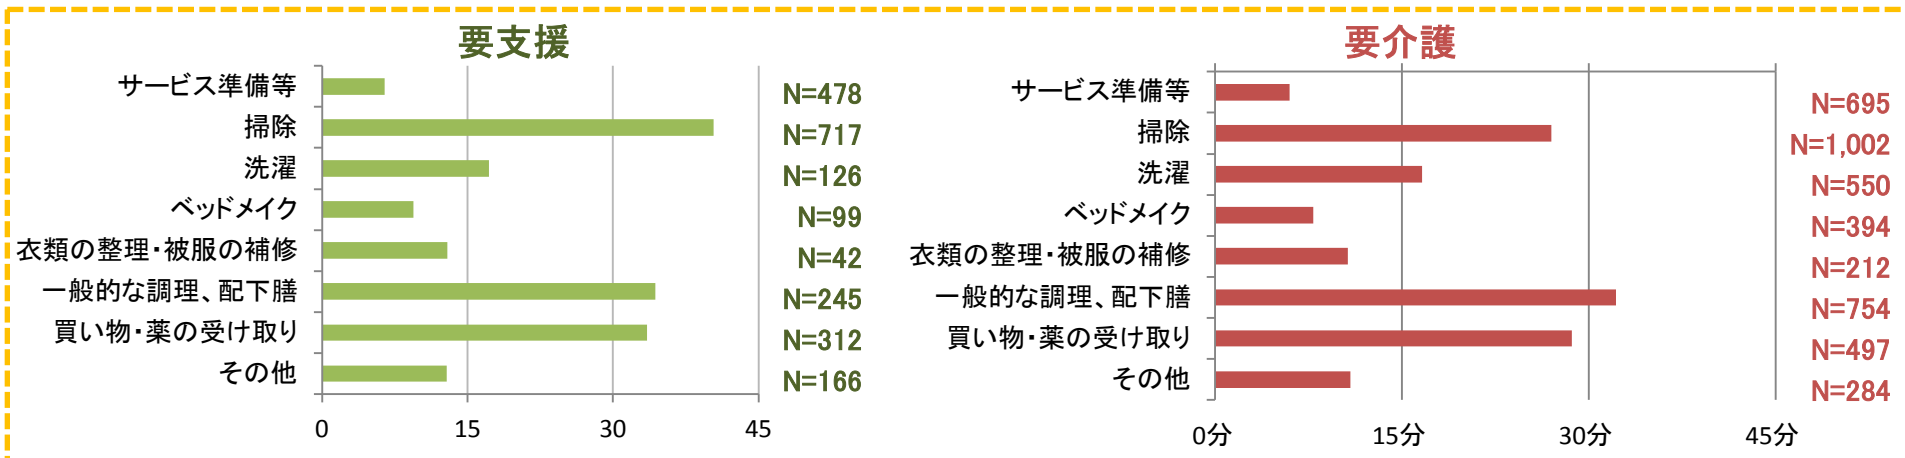 要支援
サービス準備等 N=478
掃除 N=717
洗濯 N=126
ベッドメイク N=99
衣類の整理・被服の補修 N=42
一般的な調理、配下膳 N=245
買い物・薬の受け取り N=312
その他 N=166
0 15 30 45
要介護
サービス準備等 N=695
掃除 N=1,002
洗濯 N=550
ベッドメイク N=394
衣類の整理・被服の補修 N=212
一般的な調理、配下膳 N=754
買い物・薬の受け取り N=497
その他 N=284
0分 15分 30分 45分